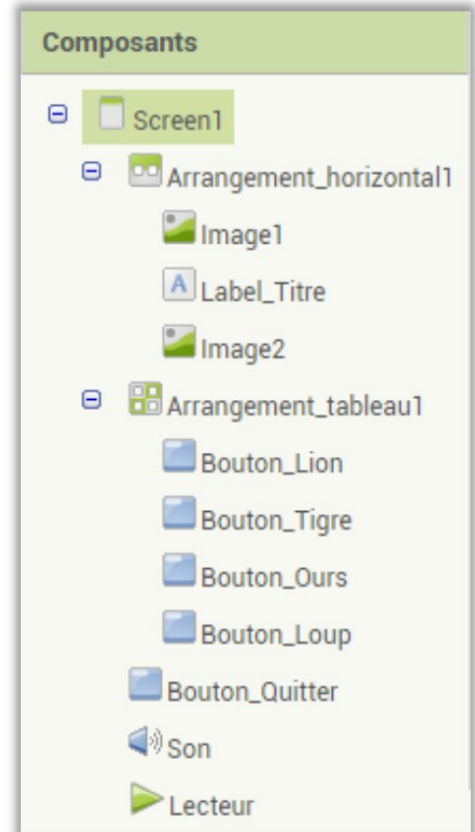 Composants
Screen1
Arrangement_horizontal1
Image1
A Label_Titre
Image2
Arrangement_tableau1
Bouton_Lion
Bouton_Tigre
Bouton_Ours
Bouton_Loup
Bouton_Quitter
Son
Lecteur